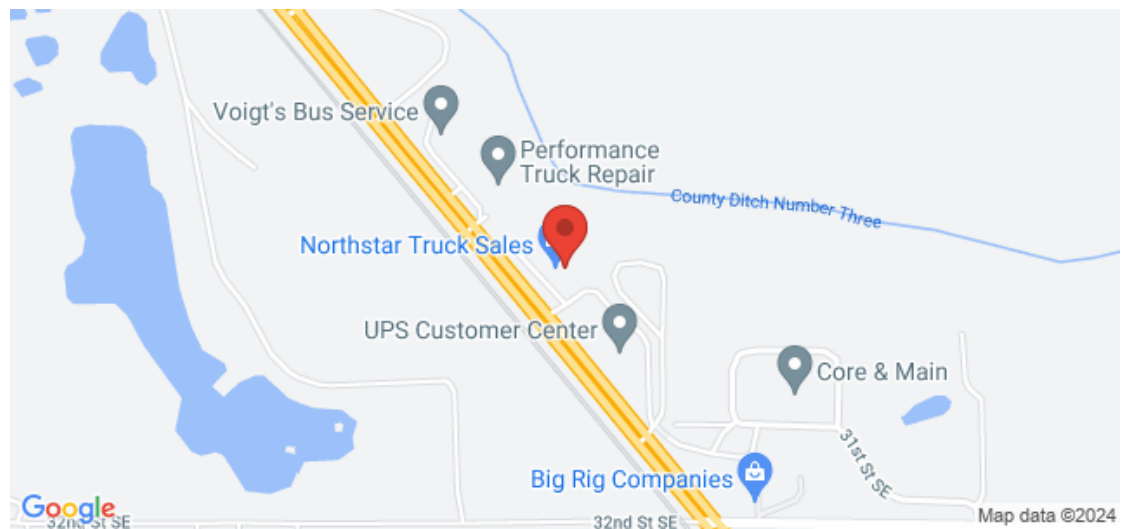 Voigt's Bus Service
Performance
Truck Repair
County Ditch Number Three
Northstar Truck Sales
UPS Customer Center
Core & Main
31st St SE
Big Rig Companies
Google
Map data ©2024
32nd St SE
32nd St SE